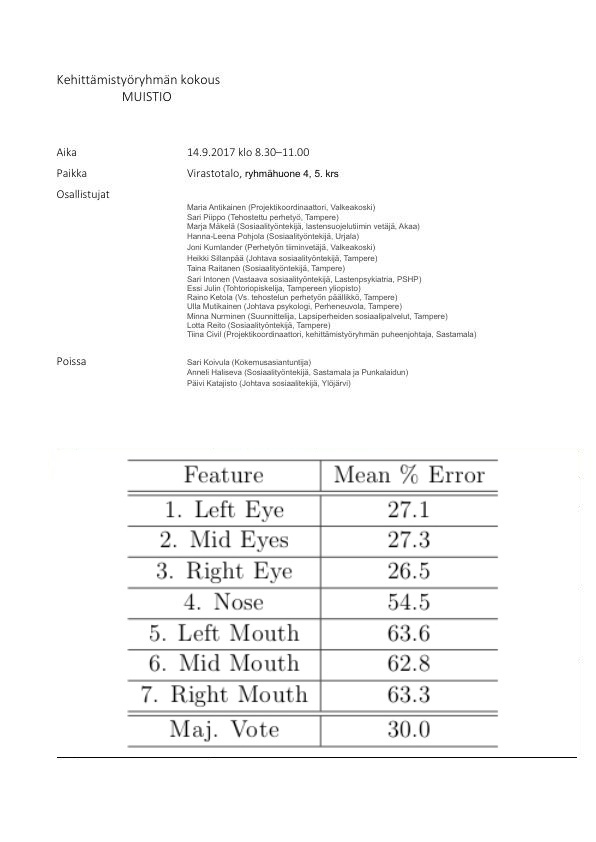 Kehittämistyöryhmän kokous
MUISTIO
Aika 14.9.2017 klo 8.30–11.00
Paikka Virastotalo, ryhmähuone 4, 5. krs
Osallistujat
Marja Antikainen (Projektikoordinaattori, Valkeakoski)
Sari Piippo (Tehostettu perhetyö, Tampere)
Marja Mäkelä (Sosiaalityöntekijä, lastensuojelutiimin vetäjä, Akaa)
Hanna-Leena Pohjola (Sosiaalityöntekijä, Urjala)
Joni Kumlander (Perhetyön tiiminvetäjä, Valkeakoski)
Heikki Sillanpää (Johtava sosiaalityöntekijä, Tampere)
Taina Raitanen (Sosiaalityöntekijä, Tampere)
Sari Intonen (Vastaava sosiaalityöntekijä, Lastenpsykiatria, PSHP)
Essi Julin (Tohtoriopiskelija, Tampereen yliopisto)
Raino Ketola (Vs. tehostelun perhetyön päällikkö, Tampere)
Ulla Mutikainen (Johtava psykologi, Perheneuvola, Tampere)
Minna Nurminen (Suunnittelija, Lapsiperheiden sosiaalipalvelut, Tampere)
Lotta Reito (Sosiaalityöntekijä, Tampere)
Tiina Civil (Projektikoordinaattori, kehittämistyöryhmän puheenjohtaja, Sastamala)
Poissa Sari Koivula (Kokemusasiantuntija)
Anneli Haliseva (Sosiaalityöntekijä, Sastamala ja Punkalaidun)
Päivi Katajisto (Johtava sosiaalitekijä, Ylöjärvi)
Feature Mean % Error
1. Left Eye 27.1
2. Mid Eyes 27.3
3. Right Eye 26.5
4. Nose 54.5
5. Left Mouth 63.6
6. Mid Mouth 62.8
7. Right Mouth 63.3
Maj. Vote 30.0